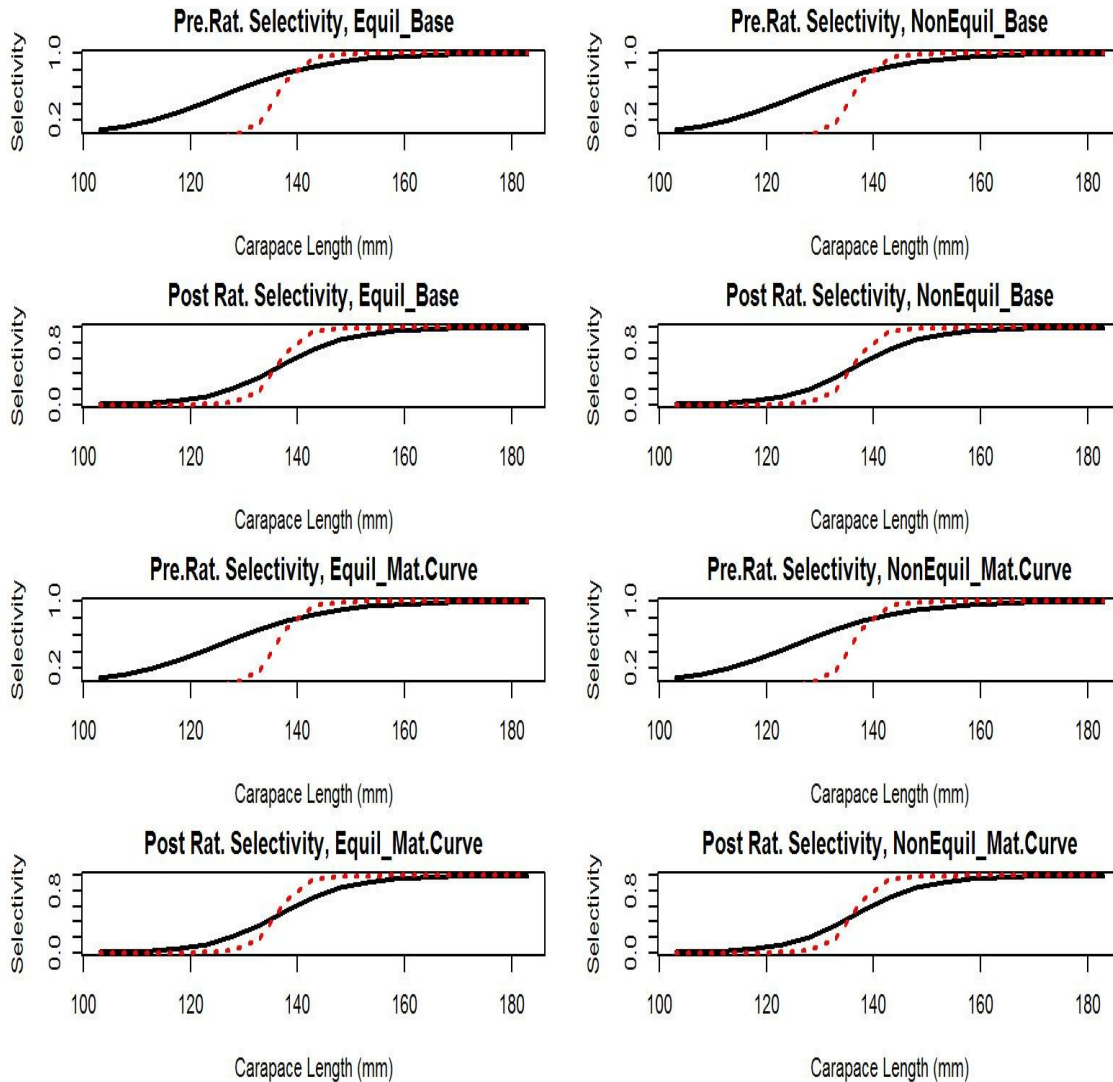 Pre.Rat. Selectivity, Equil_Base
Selectivity
0.2 1.0
100 120 140 160 180
Carapace Length (mm)
Pre.Rat. Selectivity, NonEquil_Base
Selectivity
0.2 1.0
100 120 140 160 180
Carapace Length (mm)
Post Rat. Selectivity, Equil_Base
Selectivity
0.0 0.8
100 120 140 160 180
Carapace Length (mm)
Post Rat. Selectivity, NonEquil_Base
Selectivity
0.0 0.8
100 120 140 160 180
Carapace Length (mm)
Pre.Rat. Selectivity, Equil_Mat.Curve
Selectivity
0.2 1.0
100 120 140 160 180
Carapace Length (mm)
Pre.Rat. Selectivity, NonEquil_Mat.Curve
Selectivity
0.2 1.0
100 120 140 160 180
Carapace Length (mm)
Post Rat. Selectivity, Equil_Mat.Curve
Selectivity
0.0 0.8
100 120 140 160 180
Carapace Length (mm)
Post Rat. Selectivity, NonEquil_Mat.Curve
Selectivity
0.0 0.8
100 120 140 160 180
Carapace Length (mm)